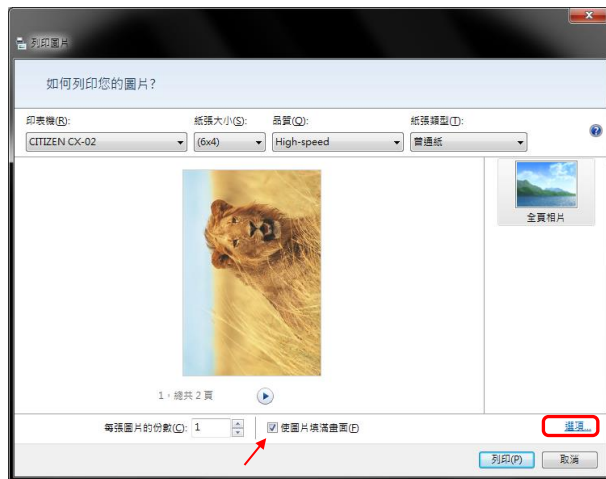 列印圖片
如何列印您的圖片?
印表機(R): 紙張大小(S): 品質(Q): 紙張類型(T):
CITIZEN CX-02 (6x4) High-speed 普通紙
?
全頁相片
1，總共 2 頁
每張圖片的份數(C): 1 使圖片填滿畫面(F) 選項...
列印(P) 取消